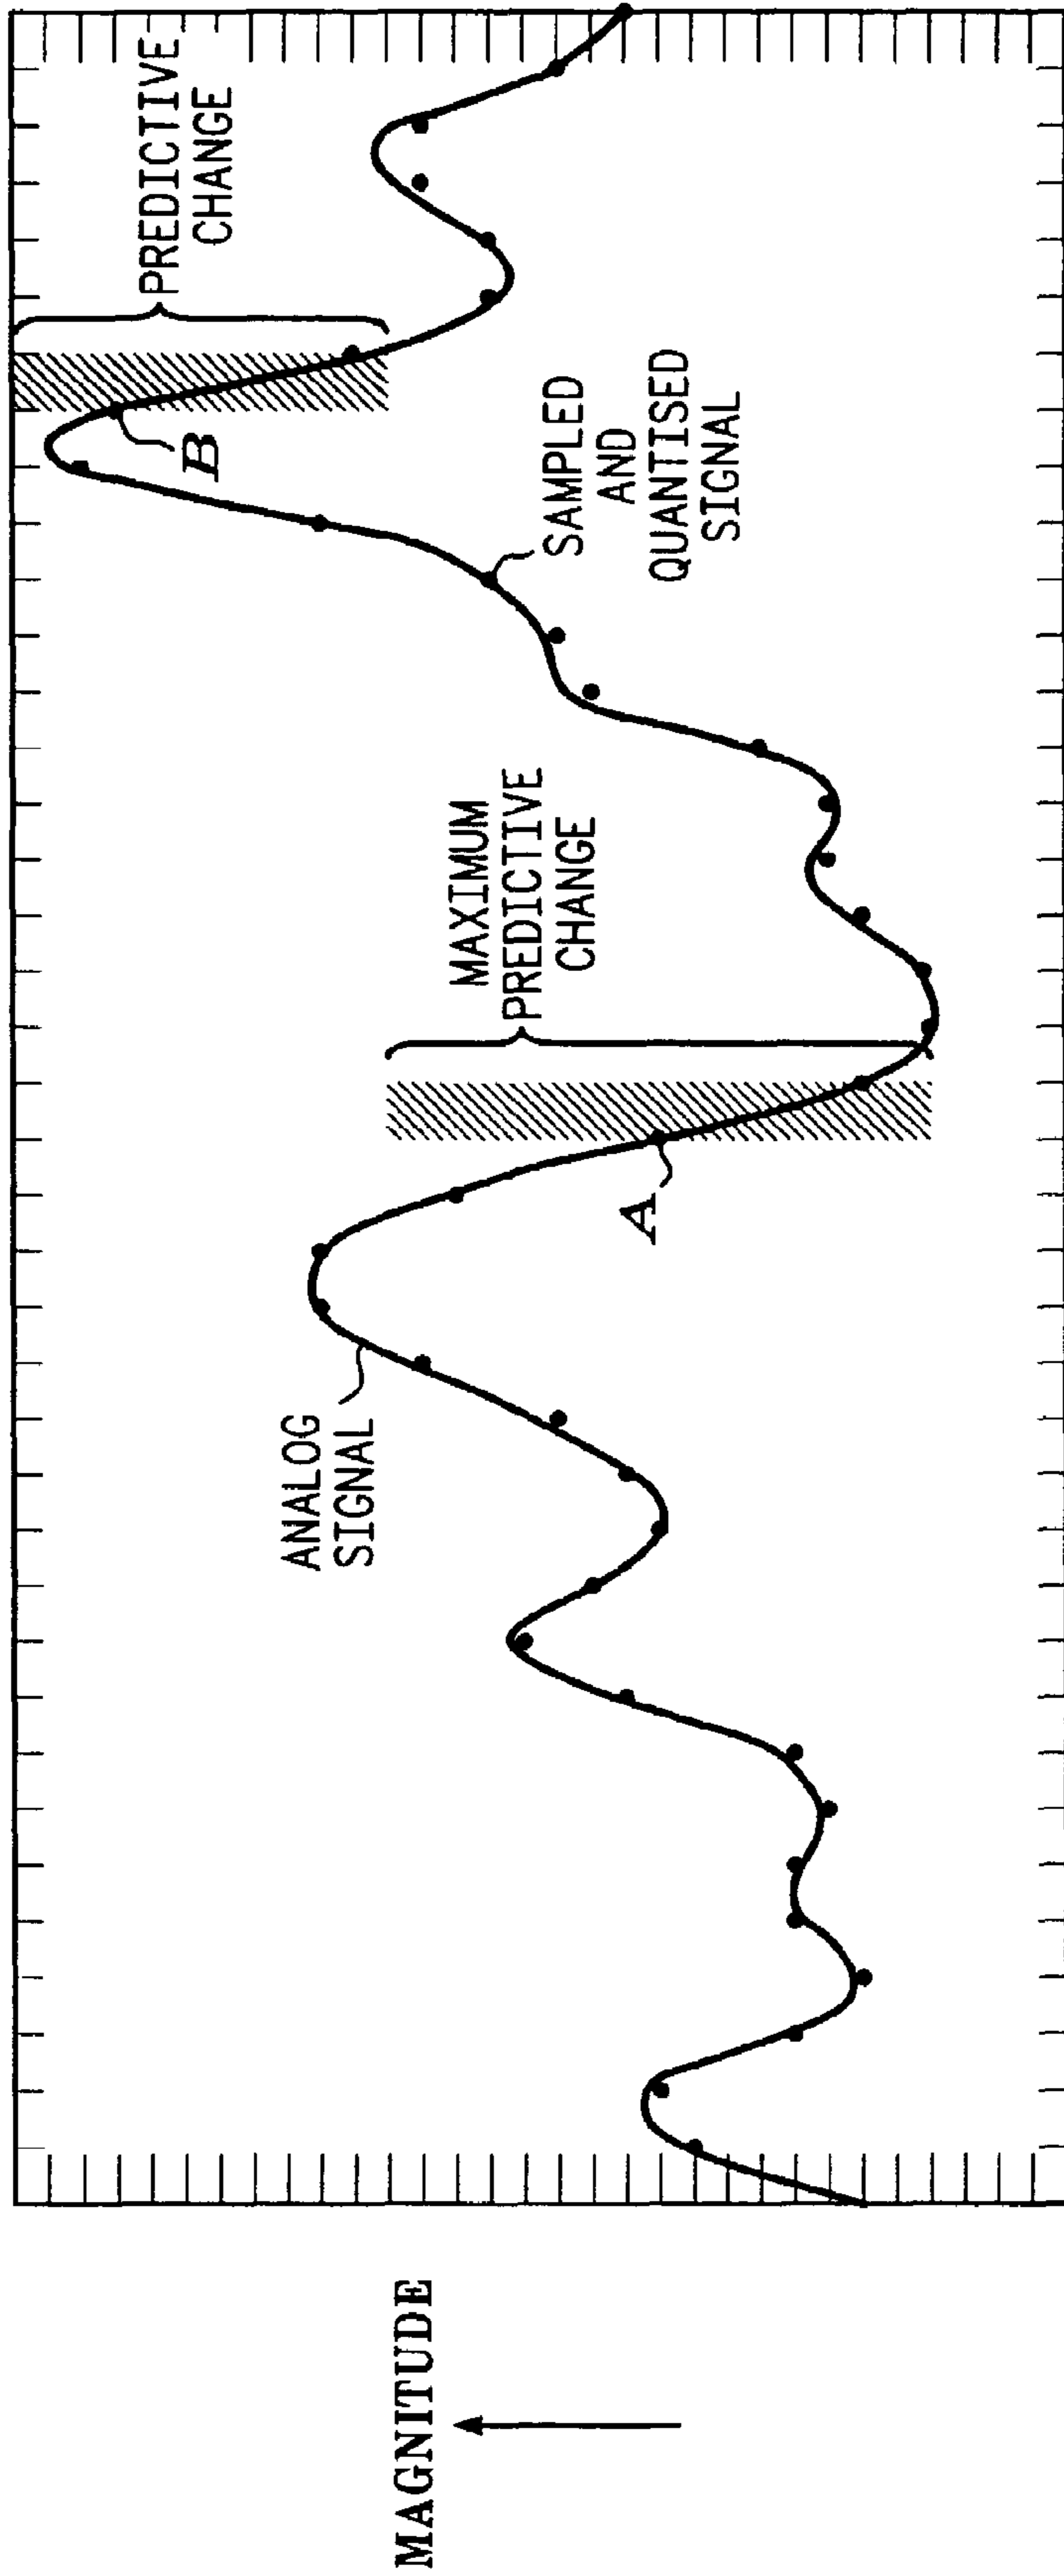 MAGNITUDE
ANALOG
SIGNAL
A
MAXIMUM
PREDICTIVE
CHANGE
B
SAMPLED
AND
QUANTISED
SIGNAL
PREDICTIVE
CHANGE